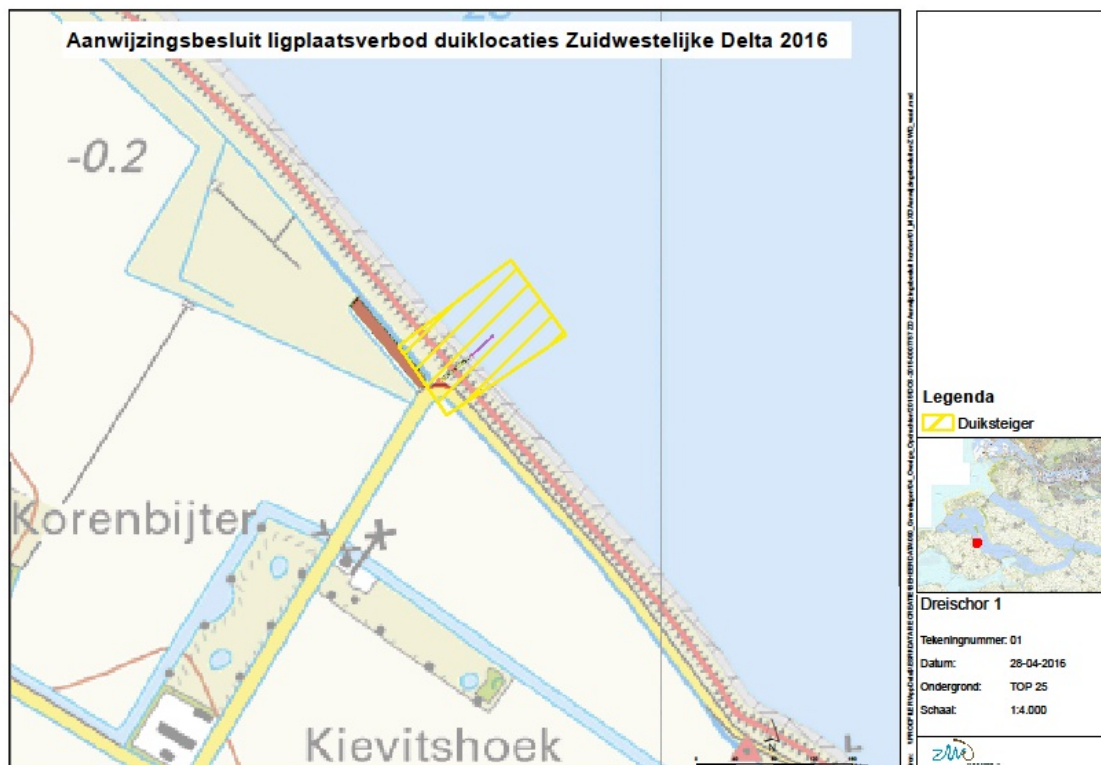 Aanwijzingsbesluit ligplaatsverbod duiklocaties Zuidwestelijke Delta 2016
-0.2
Korenbijter
Kievitshoek
N
Legenda
Duiksteiger
Dreischor 1
Tekeningnummer: 01
Datum: 28-04-2016
Ondergrond: TOP 25
Schaal: 1:4.000